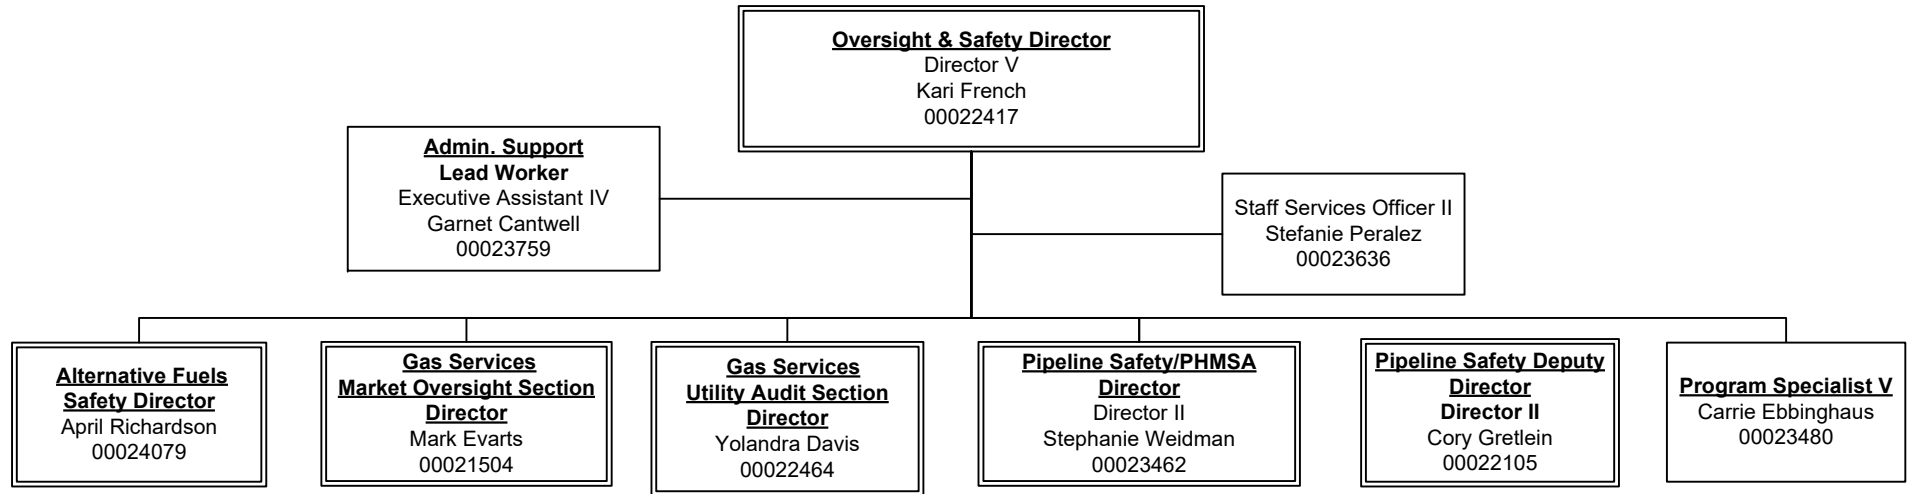 Oversight & Safety Director
Director V
Kari French
00022417
Admin. Support
Lead Worker
Executive Assistant IV
Garnet Cantwell
00023759
Staff Services Officer II
Stefanie Peralez
00023636
Alternative Fuels
Safety Director
April Richardson
00024079
Gas Services
Market Oversight Section
Director
Mark Evarts
00021504
Gas Services
Utility Audit Section
Director
Yolandra Davis
00022464
Pipeline Safety/PHMSA
Director
Director II
Stephanie Weidman
00023462
Pipeline Safety Deputy
Director
Director II
Cory Gretlein
00022105
Program Specialist V
Carrie Ebbinghaus
00023480